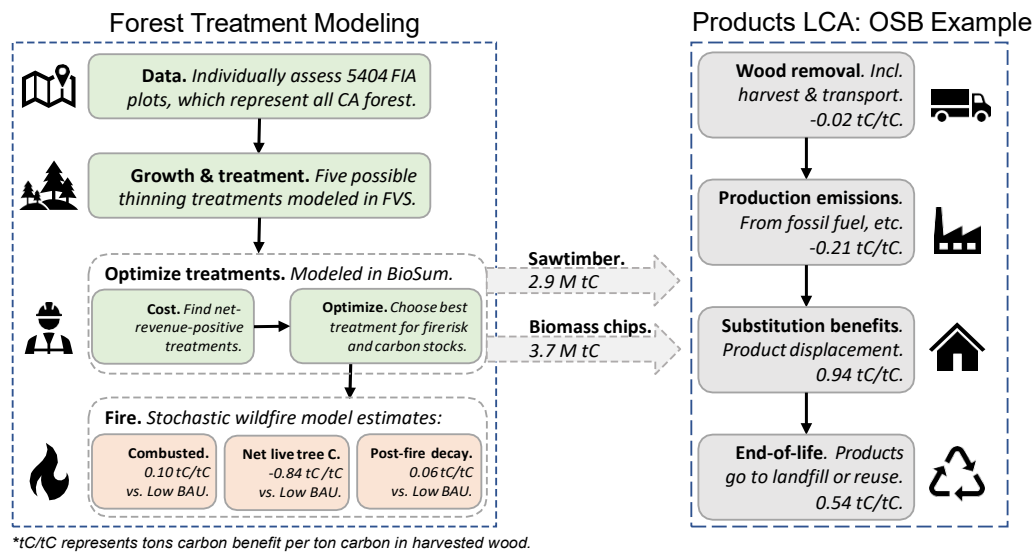 Forest Treatment Modeling
Data. Individually assess 5404 FIA
plots, which represent all CA forest.
Growth & treatment. Five possible
thinning treatments modeled in FVS.
Optimize treatments. Modeled in BioSum.
Cost. Find net-
revenue-positive
treatments.
Optimize. Choose best
treatment for fire risk
and carbon stocks.
Fire. Stochastic wildfire model estimates:
Combusted.
0.10 tC/tC
vs. Low BAU.
Net live tree C.
-0.84 tC/tC
vs. Low BAU.
Post-fire decay.
0.06 tC/tC
vs. Low BAU.
Sawtimber.
2.9 M tC
Biomass chips.
3.7 M tC
Products LCA: OSB Example
Wood removal. Incl.
harvest & transport.
-0.02 tC/tC.
Production emissions.
From fossil fuel, etc.
-0.21 tC/tC.
Substitution benefits.
Product displacement.
0.94 tC/tC.
End-of-life. Products
go to landfill or reuse.
0.54 tC/tC.
*tC/tC represents tons carbon benefit per ton carbon in harvested wood.